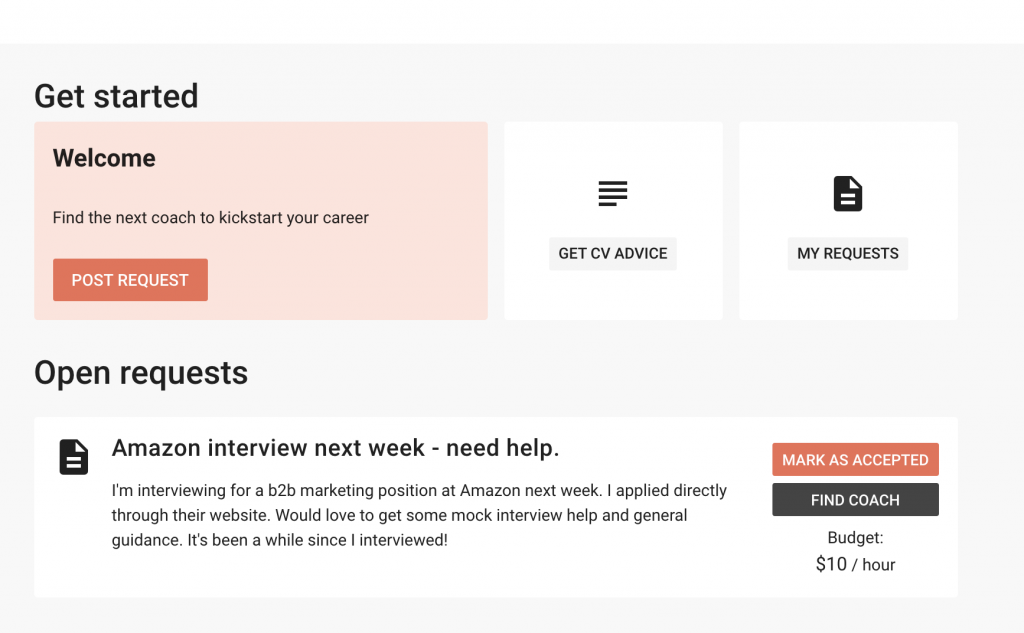 Get started
Welcome
Find the next coach to kickstart your career
POST REQUEST
GET CV ADVICE
MY REQUESTS
Open requests
Amazon interview next week - need help.
I'm interviewing for a b2b marketing position at Amazon next week. I applied directly
through their website. Would love to get some mock interview help and general
guidance. It's been a while since I interviewed!
MARK AS ACCEPTED
FIND COACH
Budget:
$10 / hour